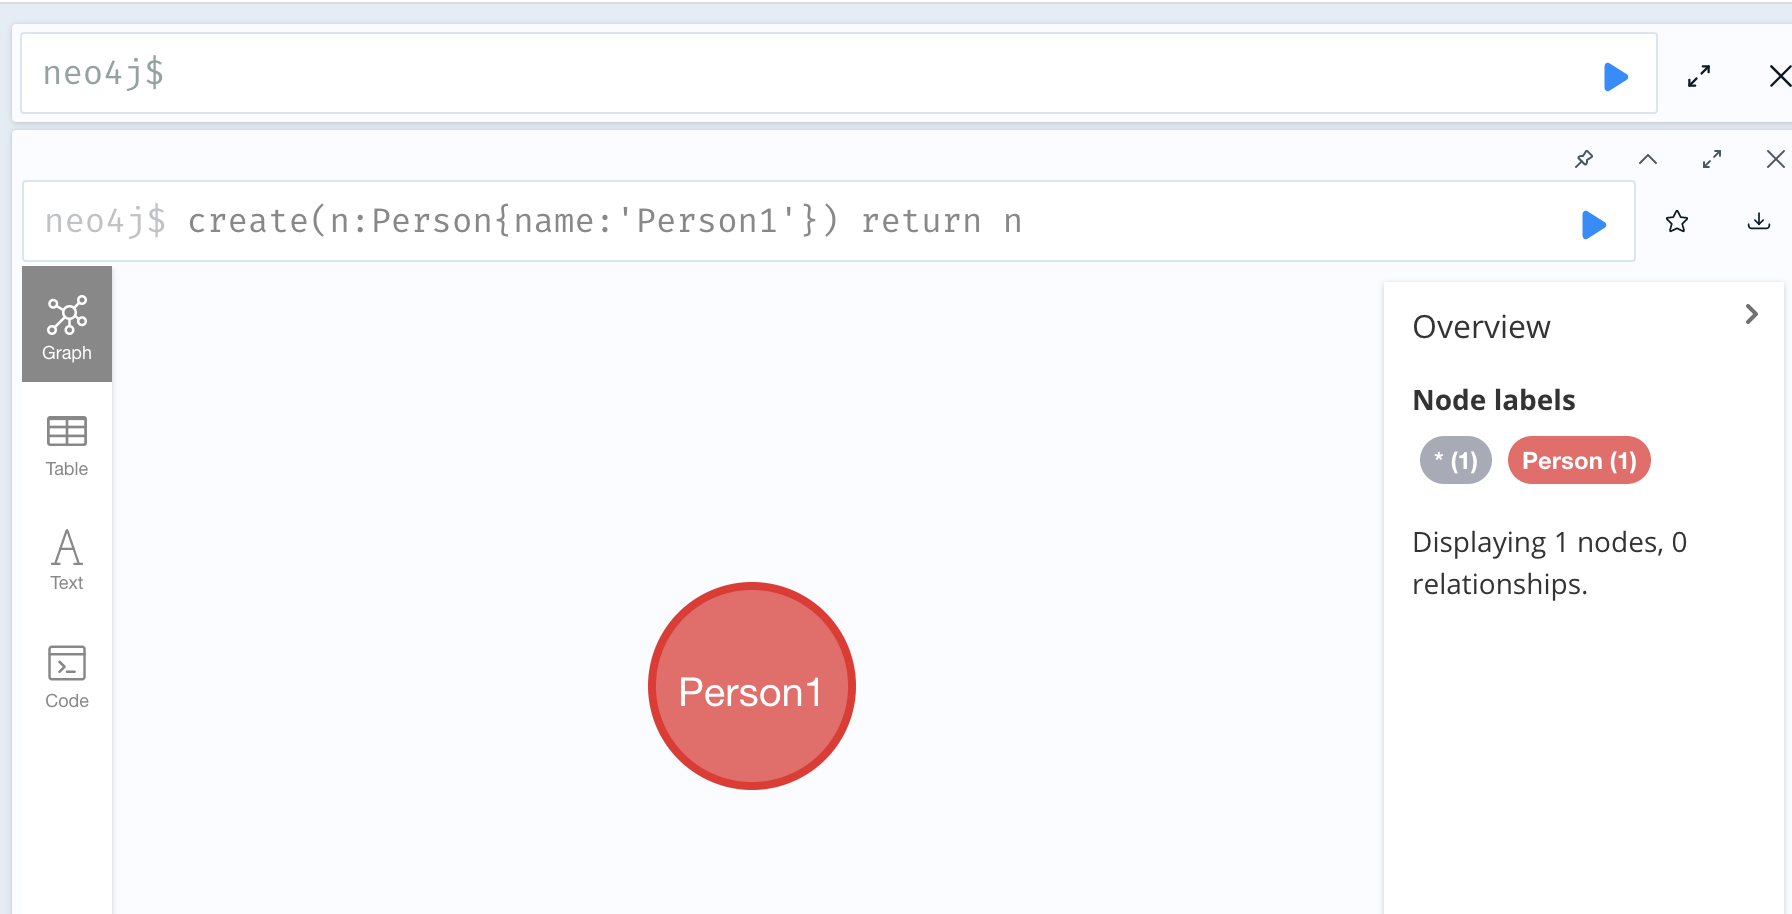 neo4j$
neo4j$ create(n:Person{name:'Person1'}) return n
Graph
Table
Text
Code
Person1
Overview
Node labels
* (1) Person (1)
Displaying 1 nodes, 0
relationships.